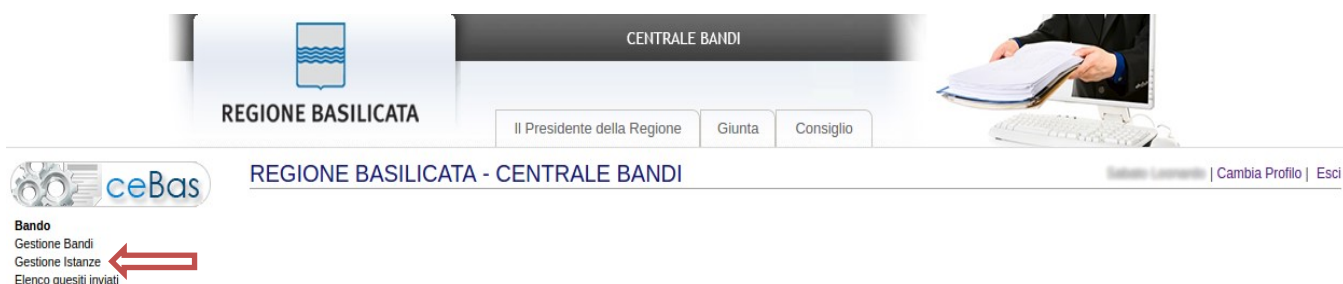 CENTRALE BANDI
REGIONE BASILICATA
Il Presidente della Regione Giunta Consiglio
ceBas
REGIONE BASILICATA - CENTRALE BANDI
| Cambia Profilo | Esci
Bando
Gestione Bandi
Gestione Istanze
Elenco quesiti inviati